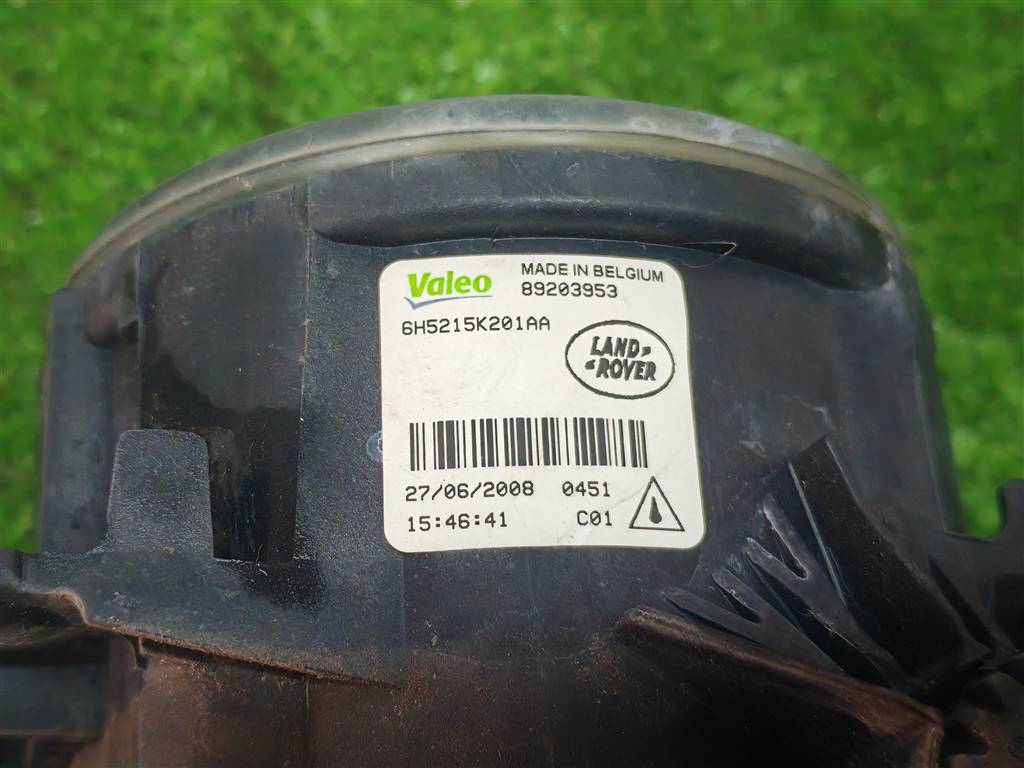 Valeo
MADE IN BELGIUM
89203953
6H5215K201AA
LAND
ROVER
27/06/2008 0451
15:46:41 C01